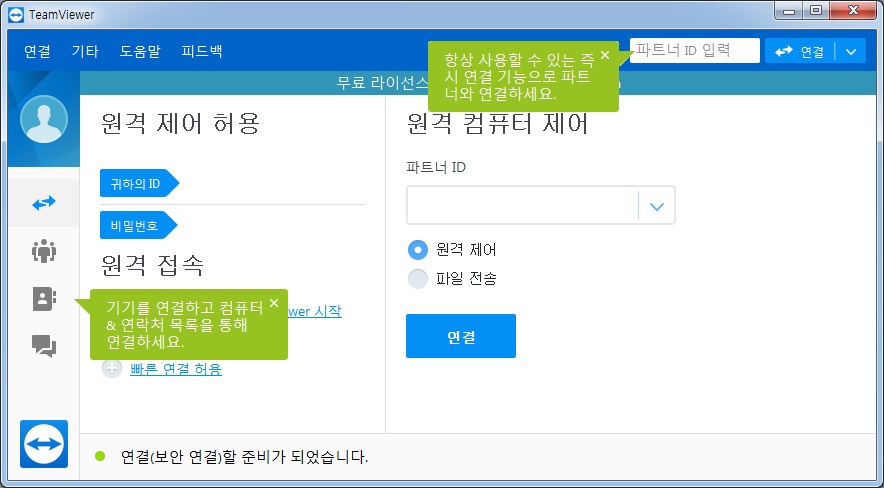 TeamViewer
연결 기타 도움말 피드백
파트너 ID 입력
연결
항상 사용할 수 있는 즉
시 연결 기능으로 파트
너와 연결하세요.
무료 라이선스
원격 제어 허용
귀하의 ID
비밀번호
원격 접속
wer 시작
기기를 연결하고 컴퓨터
& 연락처 목록을 통해
연결하세요.
빠른 연결 허용
원격 컴퓨터 제어
파트너 ID
원격 제어
파일 전송
연결
연결(보안 연결)할 준비가 되었습니다.